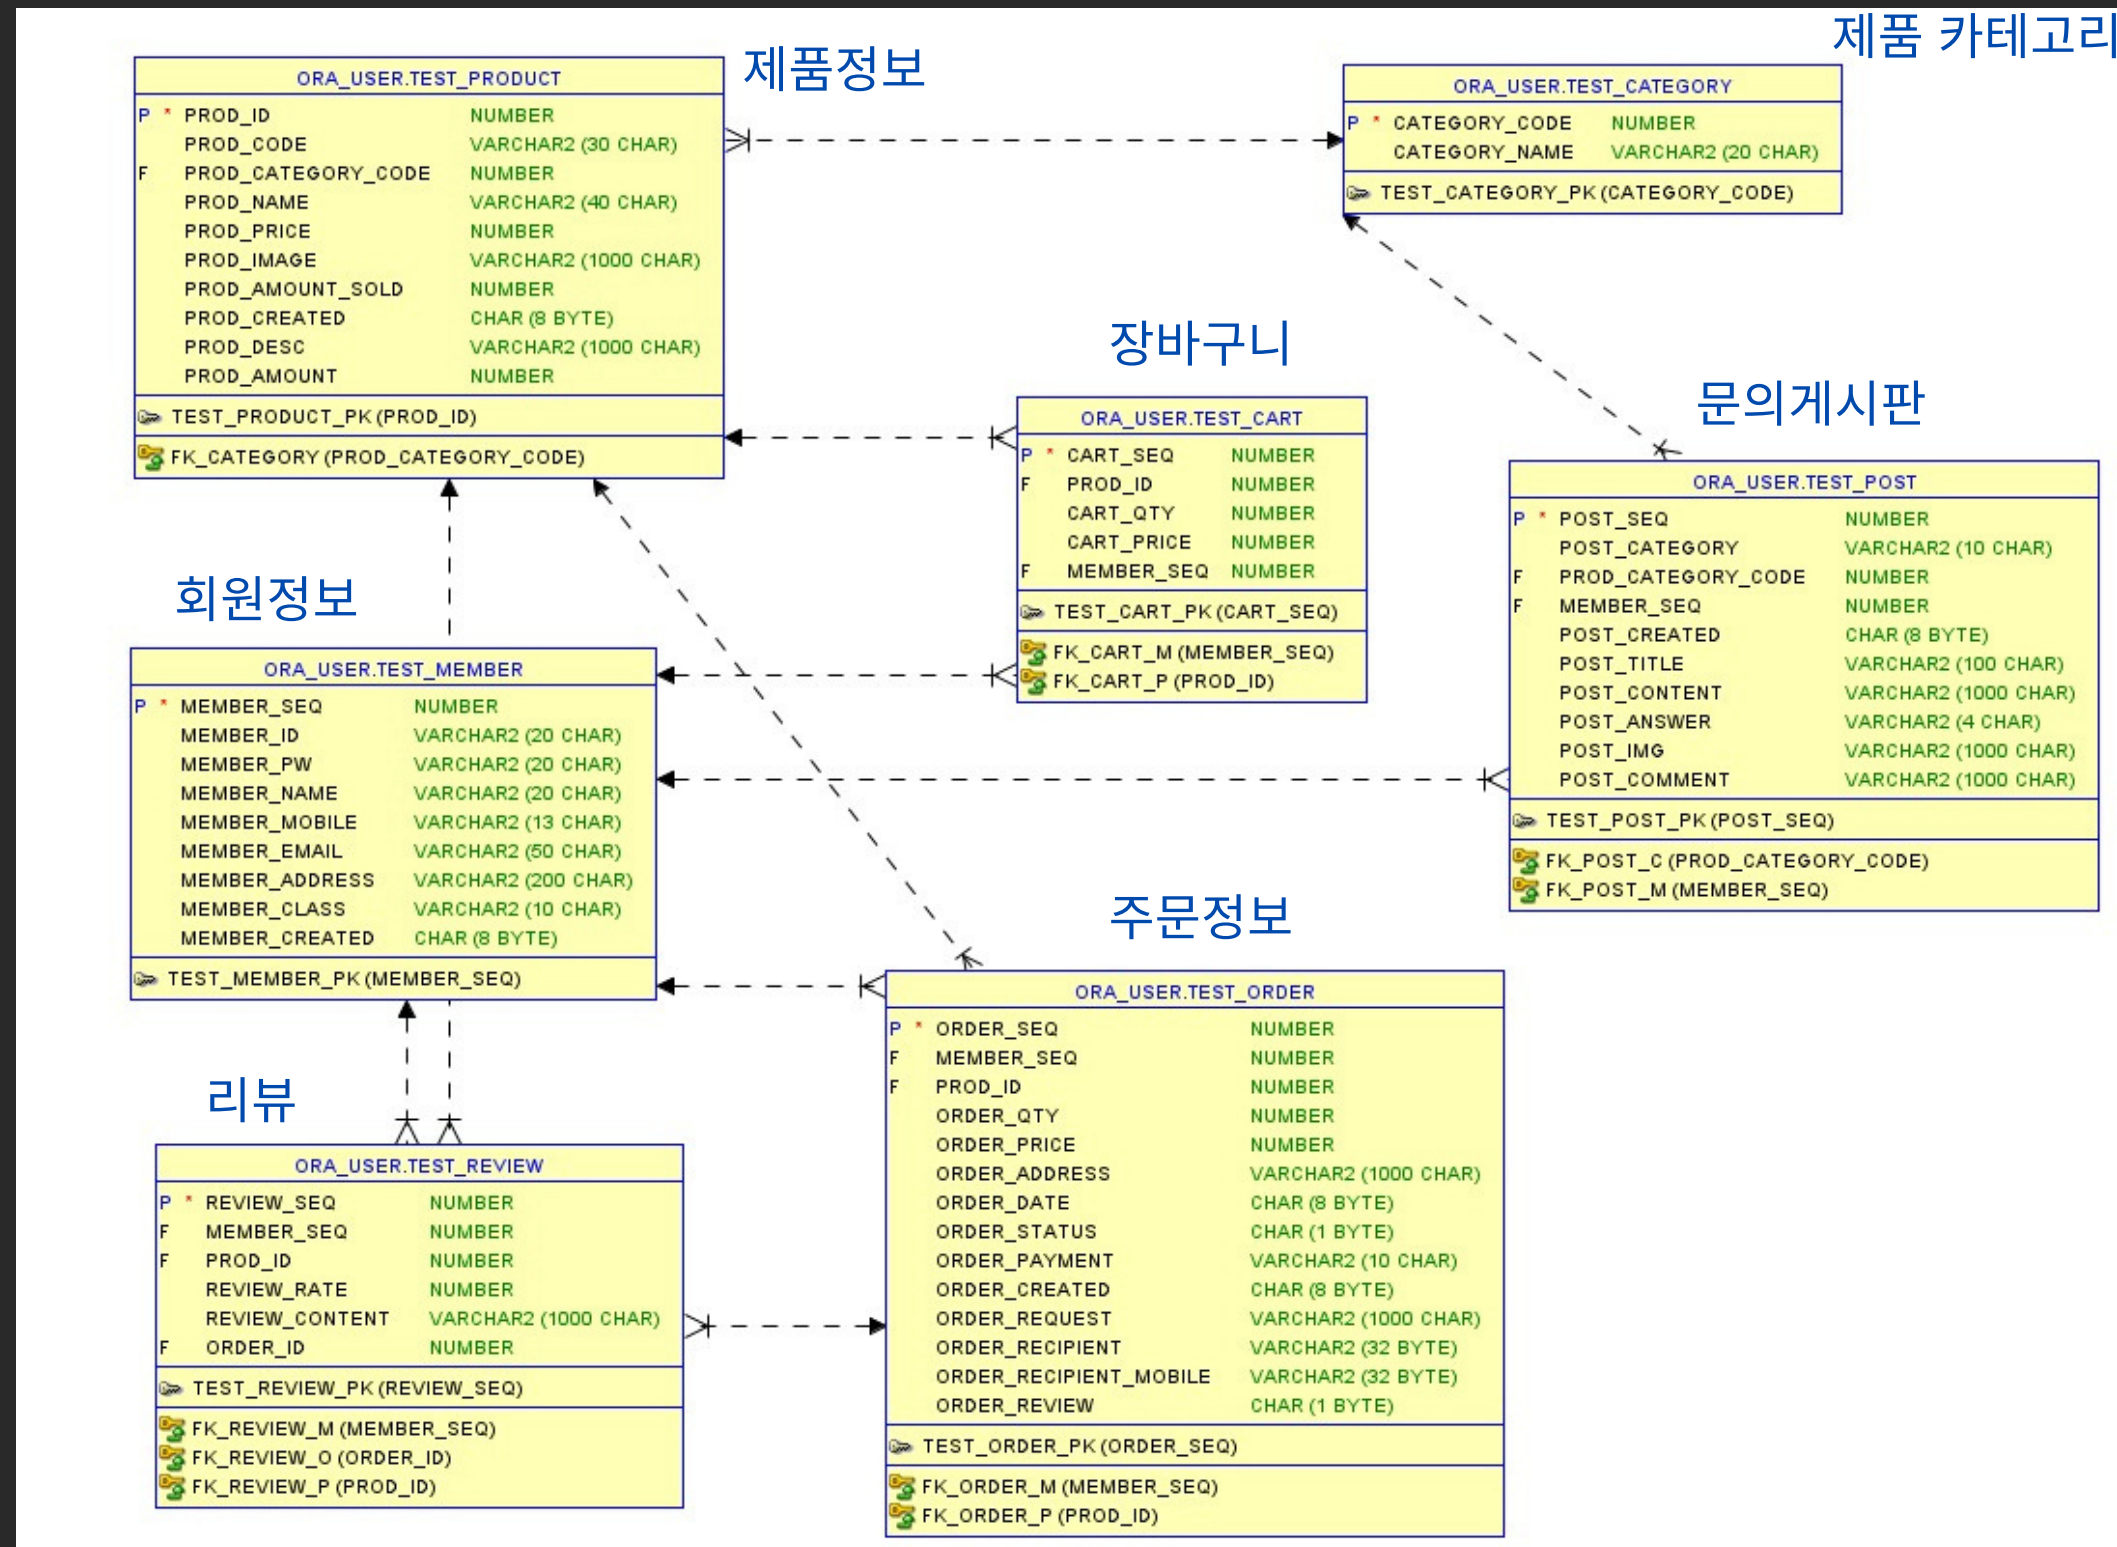 제품정보
ORA_USER.TEST_PRODUCT
P * PROD_ID NUMBER
PROD_CODE VARCHAR2 (30 CHAR)
F PROD_CATEGORY_CODE NUMBER
PROD_NAME VARCHAR2 (40 CHAR)
PROD_PRICE NUMBER
PROD_IMAGE VARCHAR2 (1000 CHAR)
PROD_AMOUNT_SOLD NUMBER
PROD_CREATED CHAR (8 BYTE)
PROD_DESC VARCHAR2 (1000 CHAR)
PROD_AMOUNT NUMBER
TEST_PRODUCT_PK (PROD_ID)
FK_CATEGORY (PROD_CATEGORY_CODE)
제품 카테고리
ORA_USER.TEST_CATEGORY
P * CATEGORY_CODE NUMBER
CATEGORY_NAME VARCHAR2 (20 CHAR)
TEST_CATEGORY_PK (CATEGORY_CODE)
장바구니
ORA_USER.TEST_CART
P * CART_SEQ NUMBER
F PROD_ID NUMBER
CART_QTY NUMBER
CART_PRICE NUMBER
F MEMBER_SEQ NUMBER
TEST_CART_PK (CART_SEQ)
FK_CART_M (MEMBER_SEQ)
FK_CART_P (PROD_ID)
문의게시판
ORA_USER.TEST_POST
P * POST_SEQ NUMBER
POST_CATEGORY VARCHAR2 (10 CHAR)
F PROD_CATEGORY_CODE NUMBER
F MEMBER_SEQ NUMBER
POST_CREATED CHAR (8 BYTE)
POST_TITLE VARCHAR2 (100 CHAR)
POST_CONTENT VARCHAR2 (1000 CHAR)
POST_ANSWER VARCHAR2 (4 CHAR)
POST_IMG VARCHAR2 (1000 CHAR)
POST_COMMENT VARCHAR2 (1000 CHAR)
TEST_POST_PK (POST_SEQ)
FK_POST_C (PROD_CATEGORY_CODE)
FK_POST_M (MEMBER_SEQ)
회원정보
ORA_USER.TEST_MEMBER
P * MEMBER_SEQ NUMBER
MEMBER_ID VARCHAR2 (20 CHAR)
MEMBER_PW VARCHAR2 (20 CHAR)
MEMBER_NAME VARCHAR2 (20 CHAR)
MEMBER_MOBILE VARCHAR2 (13 CHAR)
MEMBER_EMAIL VARCHAR2 (50 CHAR)
MEMBER_ADDRESS VARCHAR2 (200 CHAR)
MEMBER_CLASS VARCHAR2 (10 CHAR)
MEMBER_CREATED CHAR (8 BYTE)
TEST_MEMBER_PK (MEMBER_SEQ)
주문정보
ORA_USER.TEST_ORDER
P * ORDER_SEQ NUMBER
F MEMBER_SEQ NUMBER
F PROD_ID NUMBER
ORDER_QTY NUMBER
ORDER_PRICE NUMBER
ORDER_ADDRESS VARCHAR2 (1000 CHAR)
ORDER_DATE CHAR (8 BYTE)
ORDER_STATUS CHAR (1 BYTE)
ORDER_PAYMENT VARCHAR2 (10 CHAR)
ORDER_CREATED CHAR (8 BYTE)
ORDER_REQUEST VARCHAR2 (1000 CHAR)
ORDER_RECIPIENT VARCHAR2 (32 BYTE)
ORDER_RECIPIENT_MOBILE VARCHAR2 (32 BYTE)
ORDER_REVIEW CHAR (1 BYTE)
TEST_ORDER_PK (ORDER_SEQ)
FK_ORDER_M (MEMBER_SEQ)
FK_ORDER_P (PROD_ID)
리뷰
ORA_USER.TEST_REVIEW
P * REVIEW_SEQ NUMBER
F MEMBER_SEQ NUMBER
F PROD_ID NUMBER
REVIEW_RATE NUMBER
REVIEW_CONTENT VARCHAR2 (1000 CHAR)
F ORDER_ID NUMBER
TEST_REVIEW_PK (REVIEW_SEQ)
FK_REVIEW_M (MEMBER_SEQ)
FK_REVIEW_O (ORDER_ID)
FK_REVIEW_P (PROD_ID)